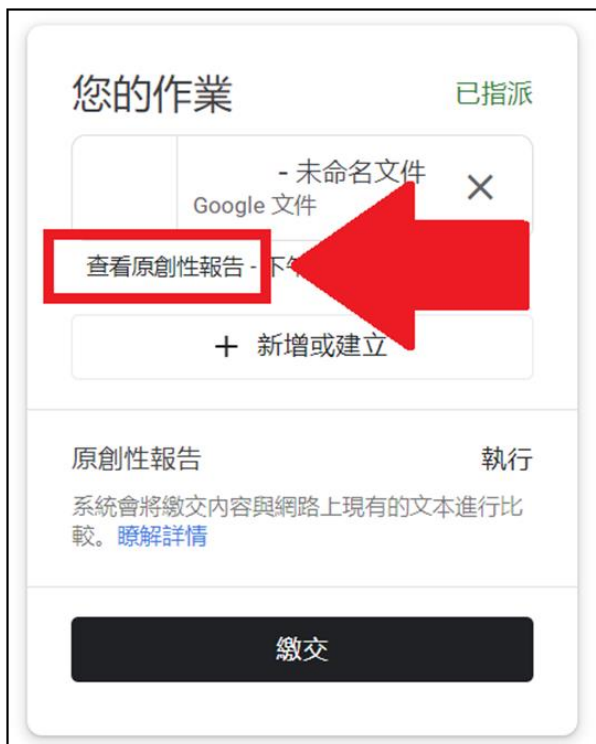 您的作業 已指派
- 未命名文件
Google 文件
查看原創性報告 - 下午
+ 新增或建立
原創性報告 執行
系統會將繳交內容與網路上現有的文本進行比
較。瞭解詳情
繳交